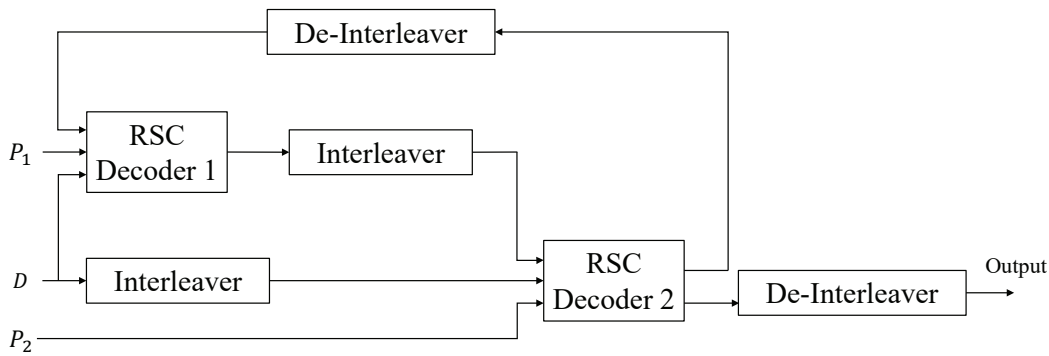 De-Interleaver
RSC
Decoder 1
P₁
Interleaver
D
Interleaver
RSC
Decoder 2
Output
De-Interleaver
P₂